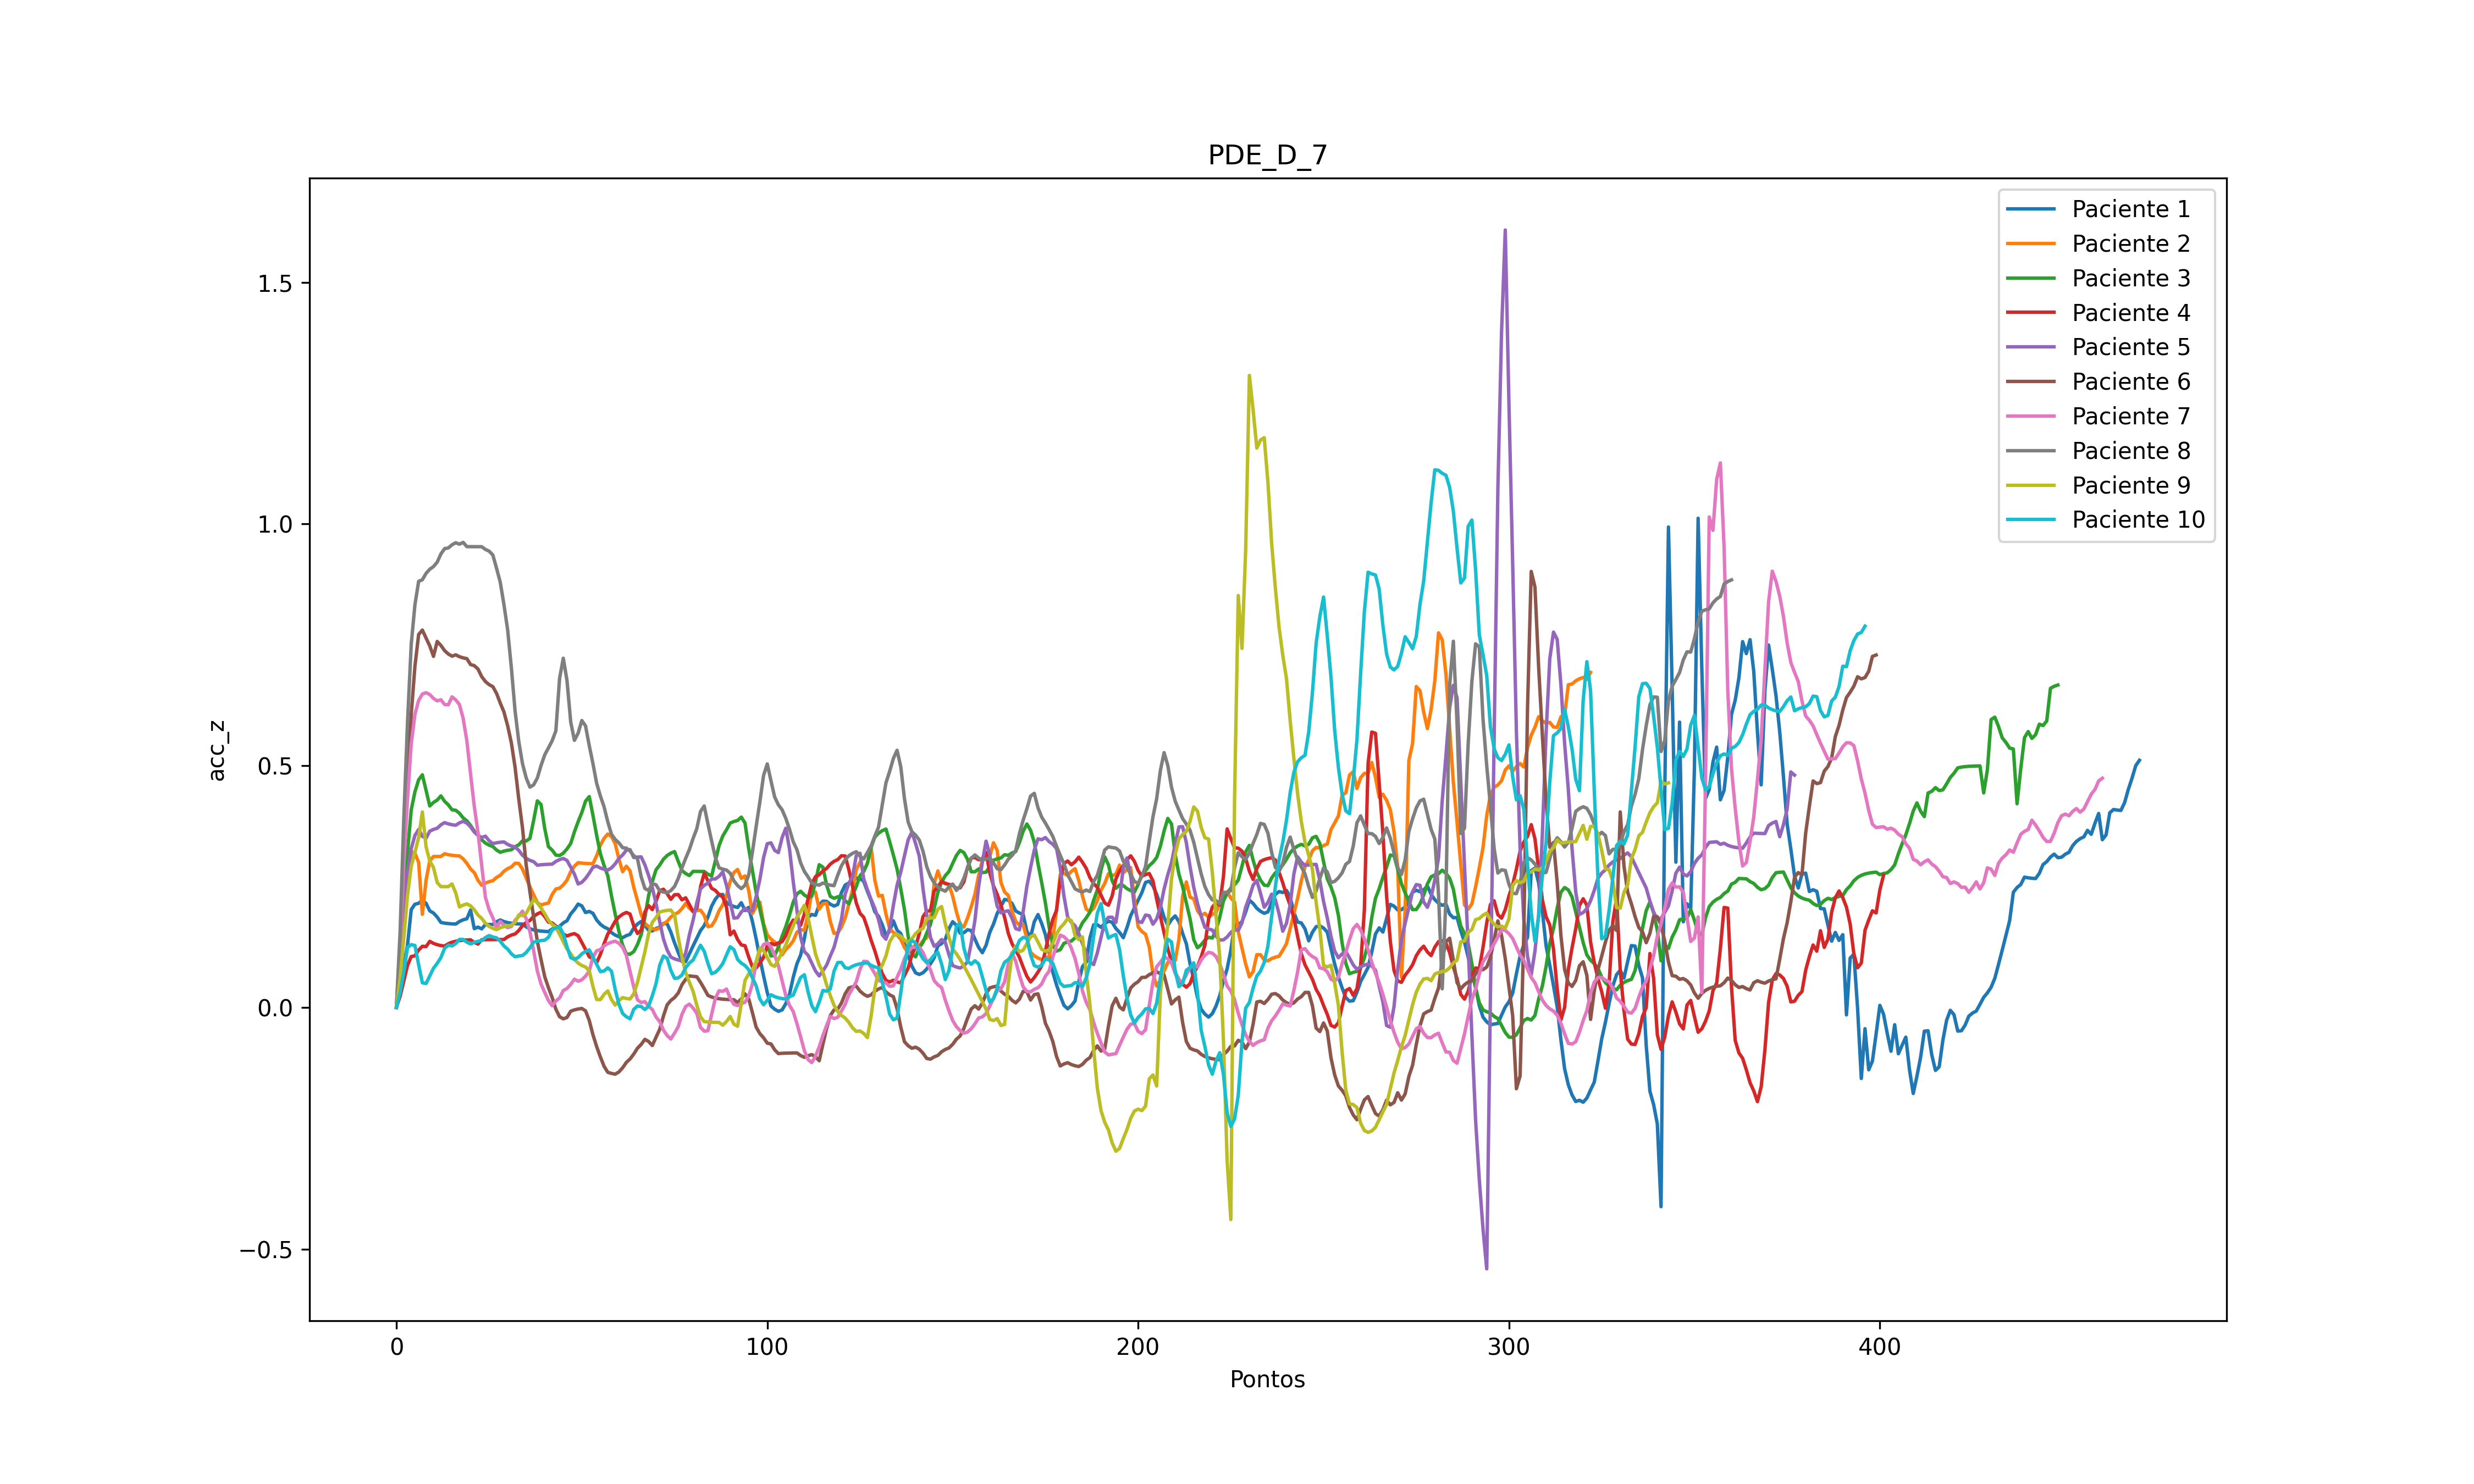 PDE_D_7
acc_z
1.5
1.0
0.5
0.0
−0.5
0
100
200
300
400
Pontos
Paciente 1
Paciente 2
Paciente 3
Paciente 4
Paciente 5
Paciente 6
Paciente 7
Paciente 8
Paciente 9
Paciente 10